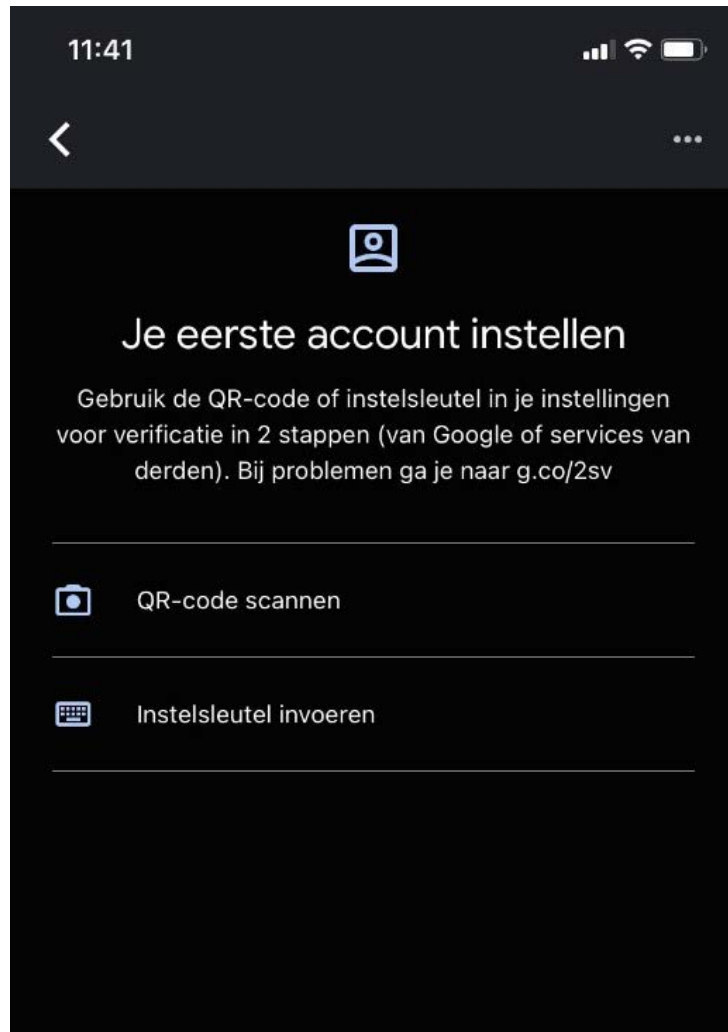 11:41
Je eerste account instellen
Gebruik de QR-code of instelsleutel in je instellingen
voor verificatie in 2 stappen (van Google of services van
derden). Bij problemen ga je naar g.co/2sv
QR-code scannen
Instelsleutel invoeren